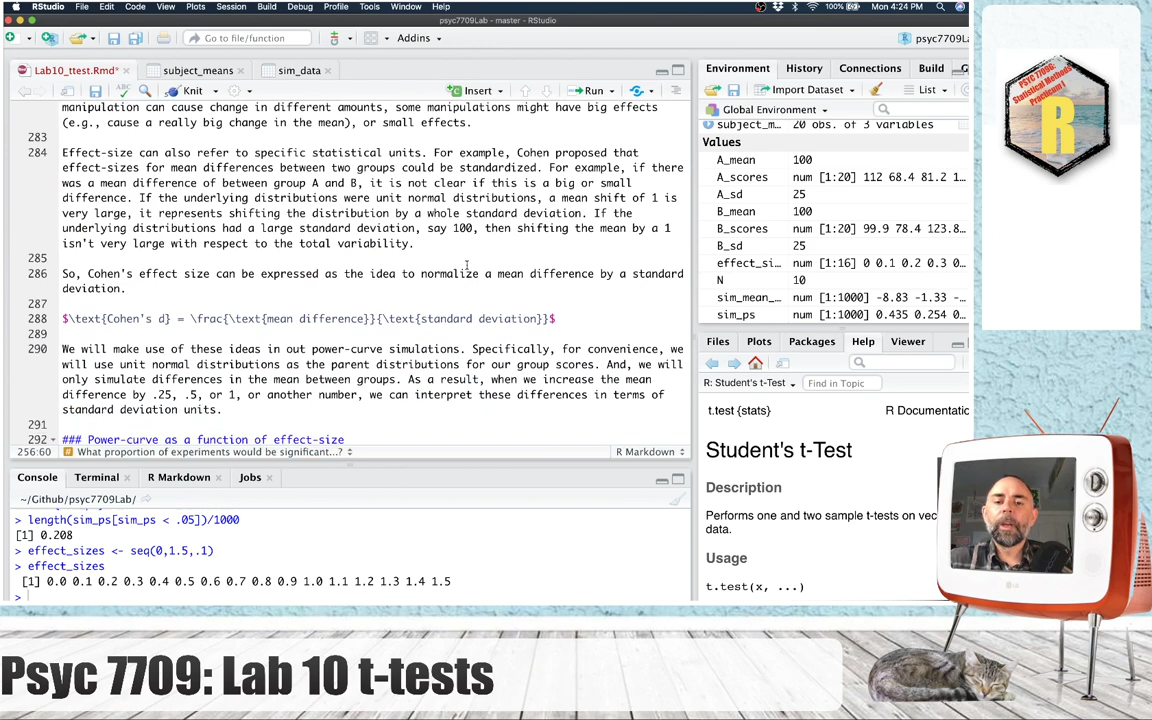 RStudio File Edit Code View Plots Session Build Debug Profile Tools Window Help 100% Mon 4:24 PM
psyc7709Lab - master - RStudio
Go to file/function Addins psyc7709La
Lab10_ttest.Rmd* subject_means sim_data
Knit Insert Run
manipulation can cause change in different amounts, some manipulations might have big effects
(e.g., cause a really big change in the mean), or small effects.
283
284 Effect-size can also refer to specific statistical units. For example, Cohen proposed that
effect-sizes for mean differences between two groups could be standardized. For example, if there
was a mean difference of between group A and B, it is not clear if this is a big or small
difference. If the underlying distributions were unit normal distributions, a mean shift of 1 is
very large, it represents shifting the distribution by a whole standard deviation. If the
underlying distributions had a large standard deviation, say 100, then shifting the mean by a 1
isn't very large with respect to the total variability.
285
286 So, Cohen's effect size can be expressed as the idea to normalize a mean difference by a standard
deviation.
287
288 $\text{Cohen's d} = \frac{\text{mean difference}}{\text{standard deviation}}$
289
290 We will make use of these ideas in out power-curve simulations. Specifically, for convenience, we
will use unit normal distributions as the parent distributions for our group scores. And, we will
only simulate differences in the mean between groups. As a result, when we increase the mean
difference by .25, .5, or 1, or another number, we can interpret these differences in terms of
standard deviation units.
291
292 ### Power-curve as a function of effect-size
256:60 # What proportion of experiments would be significant...? R Markdown
Console Terminal R Markdown Jobs
~/Github/psyc7709Lab/
> length(sim_ps[sim_ps < .05])/1000
[1] 0.208
> effect_sizes <- seq(0,1.5,.1)
> effect_sizes
[1] 0.0 0.1 0.2 0.3 0.4 0.5 0.6 0.7 0.8 0.9 1.0 1.1 1.2 1.3 1.4 1.5
>
Environment History Connections Build G
Import Dataset List
Global Environment
subject_m… 20 obs. of 3 variables
Values
A_mean 100
A_scores num [1:20] 112 68.4 81.2 1…
A_sd 25
B_mean 100
B_scores num [1:20] 99.9 78.4 123.8…
B_sd 25
effect_si… num [1:16] 0 0.1 0.2 0.3 0…
N 10
sim_mean_… num [1:1000] -8.83 -1.33 -…
sim_ps num [1:1000] 0.435 0.254 0…
Files Plots Packages Help Viewer
R: Student's t-Test Find in Topic
t.test {stats} R Documentatio
Student's t-Test
Description
Performs one and two sample t-tests on vec
data.
Usage
t.test(x, ...)
PSYC 7709G:
Statistical Methods
Practicum I
R
D
LG
Psyc 7709: Lab 10 t-tests